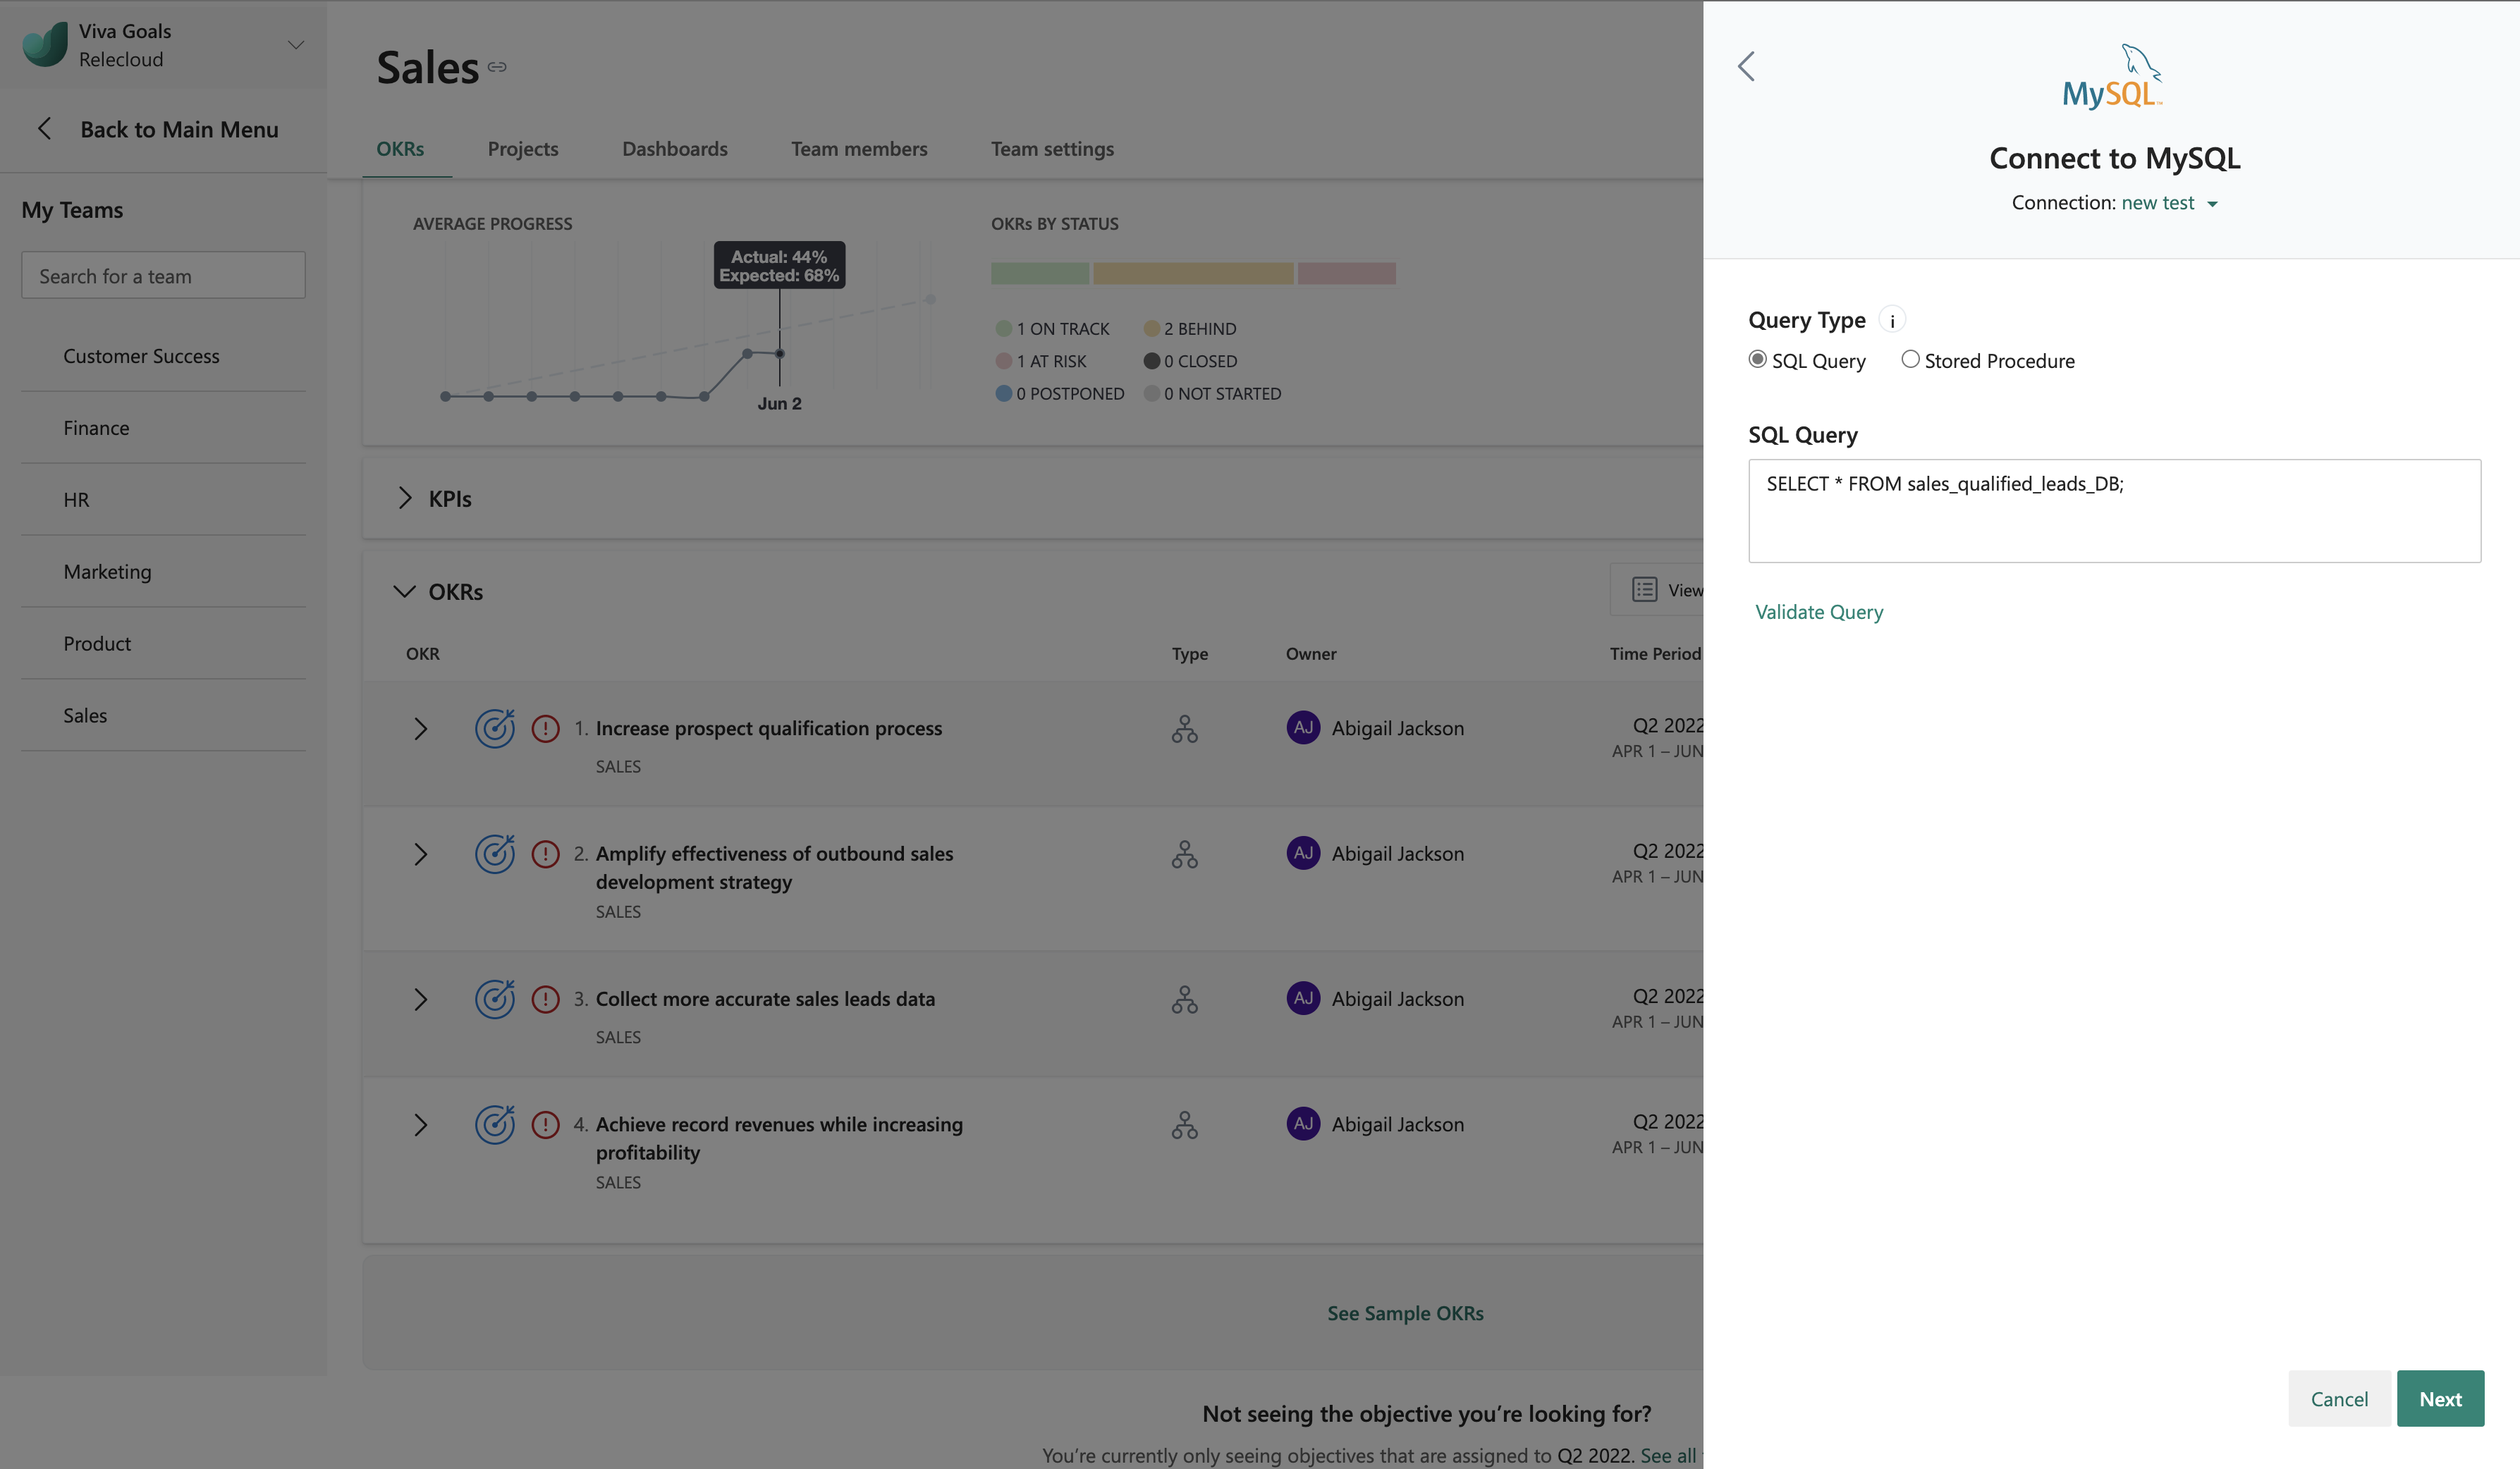 Viva Goals
Relecloud
Back to Main Menu
My Teams
Search for a team
Customer Success
Finance
HR
Marketing
Product
Sales
Sales
OKRs Projects Dashboards Team members Team settings
AVERAGE PROGRESS
Actual: 44%
Expected: 68%
Jun 2
OKRs BY STATUS
1 ON TRACK 2 BEHIND
1 AT RISK 0 CLOSED
0 POSTPONED 0 NOT STARTED
KPIs
OKRs
View
OKR Type Owner Time Period
1. Increase prospect qualification process AJ Abigail Jackson Q2 2022
APR 1 – JUN
SALES
2. Amplify effectiveness of outbound sales AJ Abigail Jackson Q2 2022
development strategy APR 1 – JUN
SALES
3. Collect more accurate sales leads data AJ Abigail Jackson Q2 2022
APR 1 – JUN
SALES
4. Achieve record revenues while increasing AJ Abigail Jackson Q2 2022
profitability APR 1 – JUN
SALES
See Sample OKRs
Not seeing the objective you’re looking for?
You’re currently only seeing objectives that are assigned to Q2 2022. See all
MySQL™
Connect to MySQL
Connection: new test
Query Type i
SQL Query Stored Procedure
SQL Query
SELECT * FROM sales_qualified_leads_DB;
Validate Query
Cancel Next